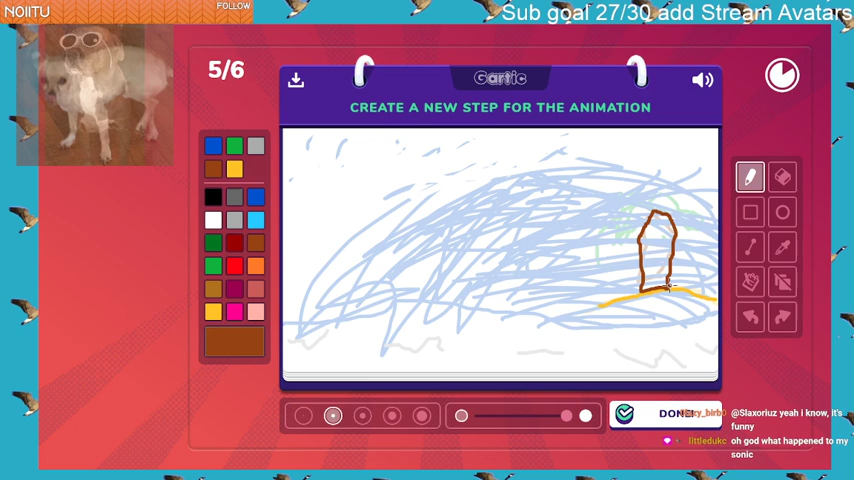 NOIITU
FOLLOW
Sub goal 27/30 add Stream Avatars
5/6
Gartic
CREATE A NEW STEP FOR THE ANIMATION
DONE
@Slaxoriuz yeah i know, it's
funny
littledukc oh god what happened to my
sonic